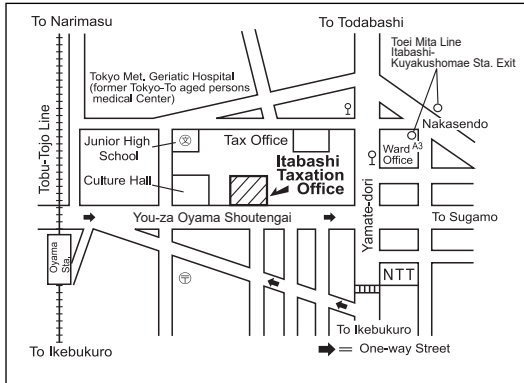 To Narimasu
To Todabashi
Toei Mita Line
Itabashi-
Kuyakushomae Sta. Exit
Tokyo Met. Geriatic Hospital
(former Tokyo-To aged persons
medical Center)
Nakasendo
Tobu-Tojo Line
Junior High
School
文
Tax Office
Ward
Office
A3
Itabashi
Taxation
Office
Culture Hall
You-za Oyama Shoutengai
Yamate-dori
To Sugamo
Oyama
Sta.
〒
NTT
To Ikebukuro
To Ikebukuro
= One-way Street